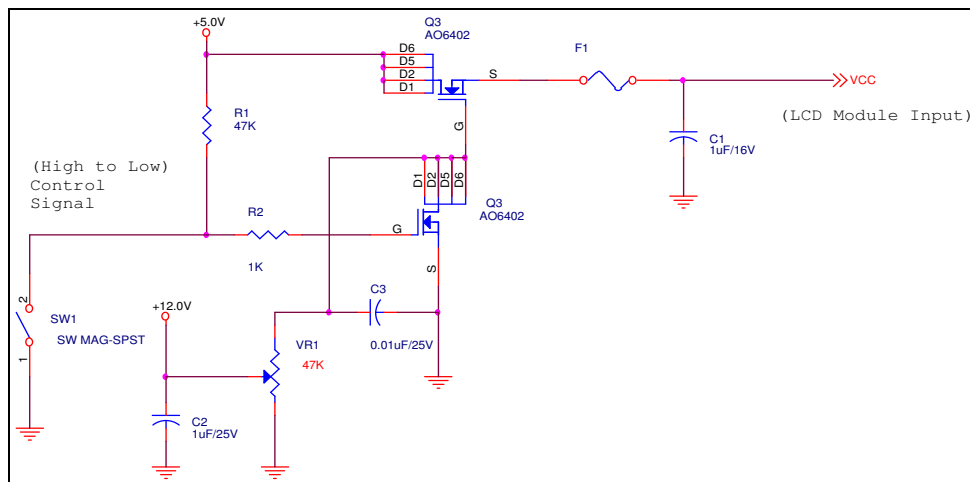 +5.0V
Q3
AO6402
D6
D5
D2
D1
S
G
F1
VCC
(LCD Module Input)
C1
1uF/16V
R1
47K
(High to Low)
Control
Signal
D1
D2
D5
D6
Q3
AO6402
R2
G
1K
S
2
SW1
SW MAG-SPST
1
+12.0V
C3
0.01uF/25V
VR1
47K
C2
1uF/25V